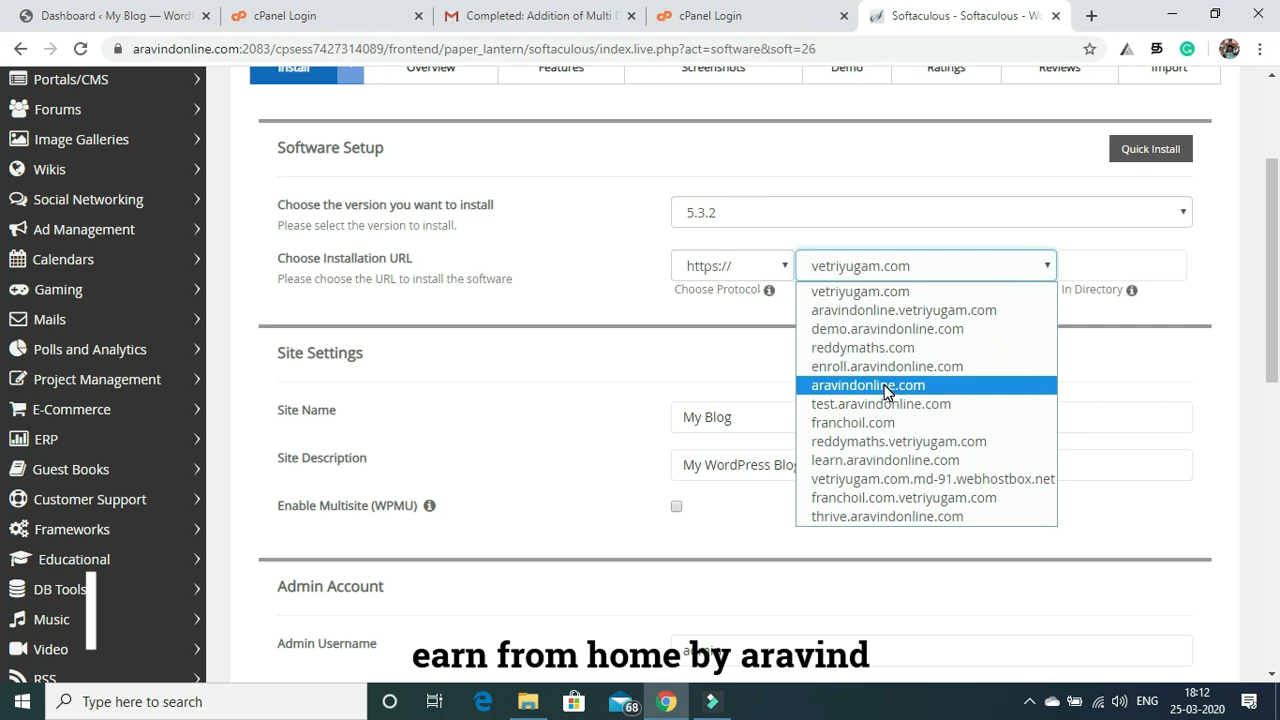 Dashboard ‹ My Blog — WordP
cPanel Login
Completed: Addition of Multi D
cPanel Login
Softaculous - Softaculous - Wo
aravindonline.com:2083/cpsess7427314089/frontend/paper_lantern/softaculous/index.live.php?act=software&soft=26
Portals/CMS
Forums
Image Galleries
Wikis
Social Networking
Ad Management
Calendars
Gaming
Mails
Polls and Analytics
Project Management
E-Commerce
ERP
Guest Books
Customer Support
Frameworks
Educational
DB Tools
Music
Video
RSS
Install
Overview
Features
Screenshots
Demo
Ratings
Reviews
Import
Software Setup
Quick Install
Choose the version you want to install
Please select the version to install.
5.3.2
Choose Installation URL
Please choose the URL to install the software
https://
Choose Protocol
vetriyugam.com
In Directory
vetriyugam.com
aravindonline.vetriyugam.com
demo.aravindonline.com
reddymaths.com
enroll.aravindonline.com
aravindonline.com
test.aravindonline.com
franchoil.com
reddymaths.vetriyugam.com
learn.aravindonline.com
vetriyugam.com.md-91.webhostbox.net
franchoil.com.vetriyugam.com
thrive.aravindonline.com
Site Settings
Site Name
My Blog
Site Description
My WordPress Blog
Enable Multisite (WPMU)
Admin Account
Admin Username
earn from home by aravind
Type here to search
68
ENG
18:12
25-03-2020